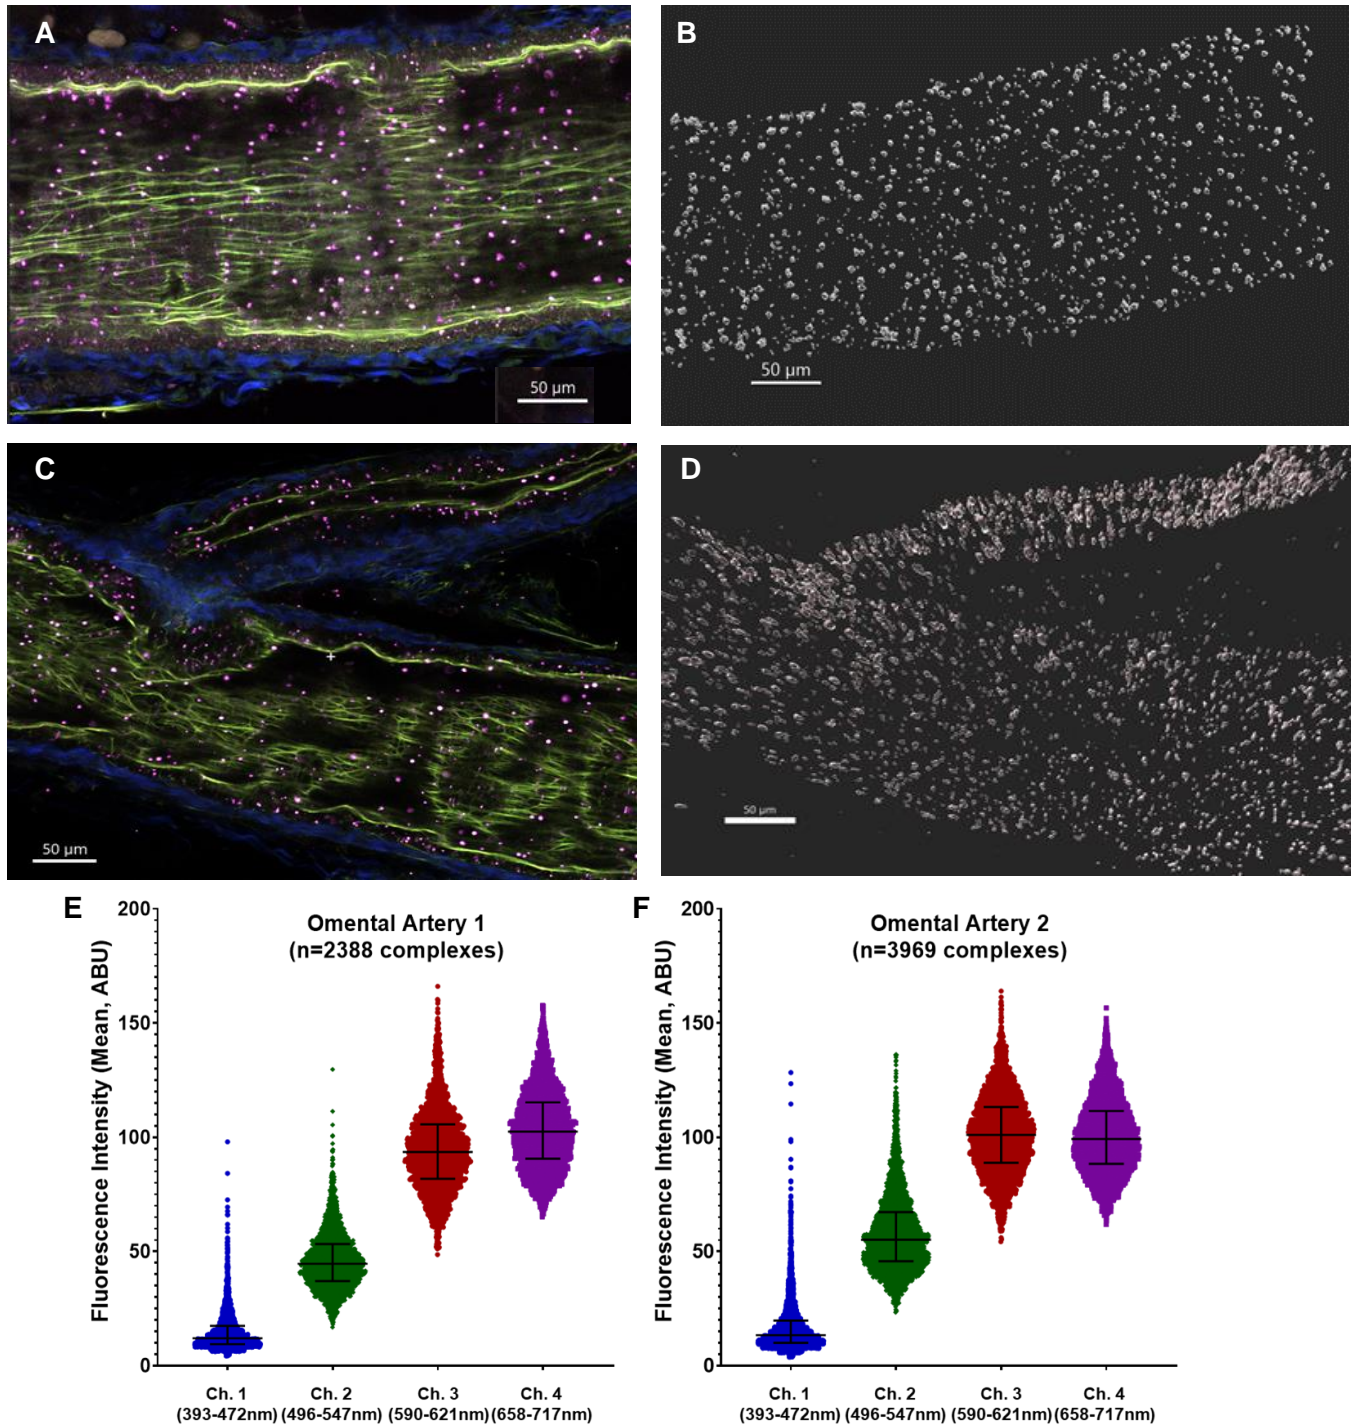 A
50 µm
B
50 µm
C
50 µm
D
50 µm
E
Omental Artery 1
(n=2388 complexes)
Fluorescence Intensity (Mean, ABU)
200
150
100
50
0
Ch. 1 Ch. 2 Ch. 3 Ch. 4
(393-472nm) (496-547nm) (590-621nm) (658-717nm)
F
Omental Artery 2
(n=3969 complexes)
Fluorescence Intensity (Mean, ABU)
200
150
100
50
0
Ch. 1 Ch. 2 Ch. 3 Ch. 4
(393-472nm) (496-547nm) (590-621nm) (658-717nm)